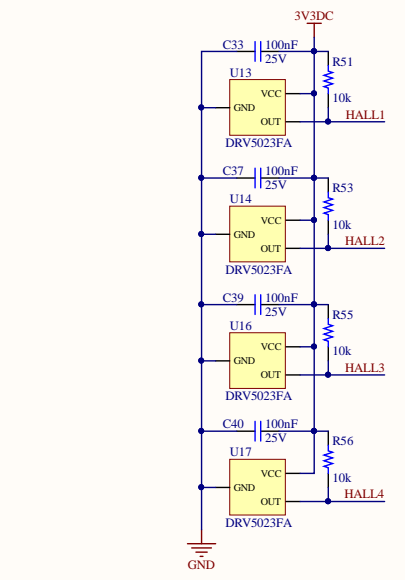 3V3DC
C33 100nF
25V
R51
U13
VCC
10k
GND
HALL1
OUT
DRV5023FA
C37 100nF
25V
R53
U14
VCC
10k
GND
HALL2
OUT
DRV5023FA
C39 100nF
25V
R55
U16
VCC
10k
GND
HALL3
OUT
DRV5023FA
C40 100nF
25V
R56
U17
VCC
10k
GND
HALL4
OUT
DRV5023FA
GND